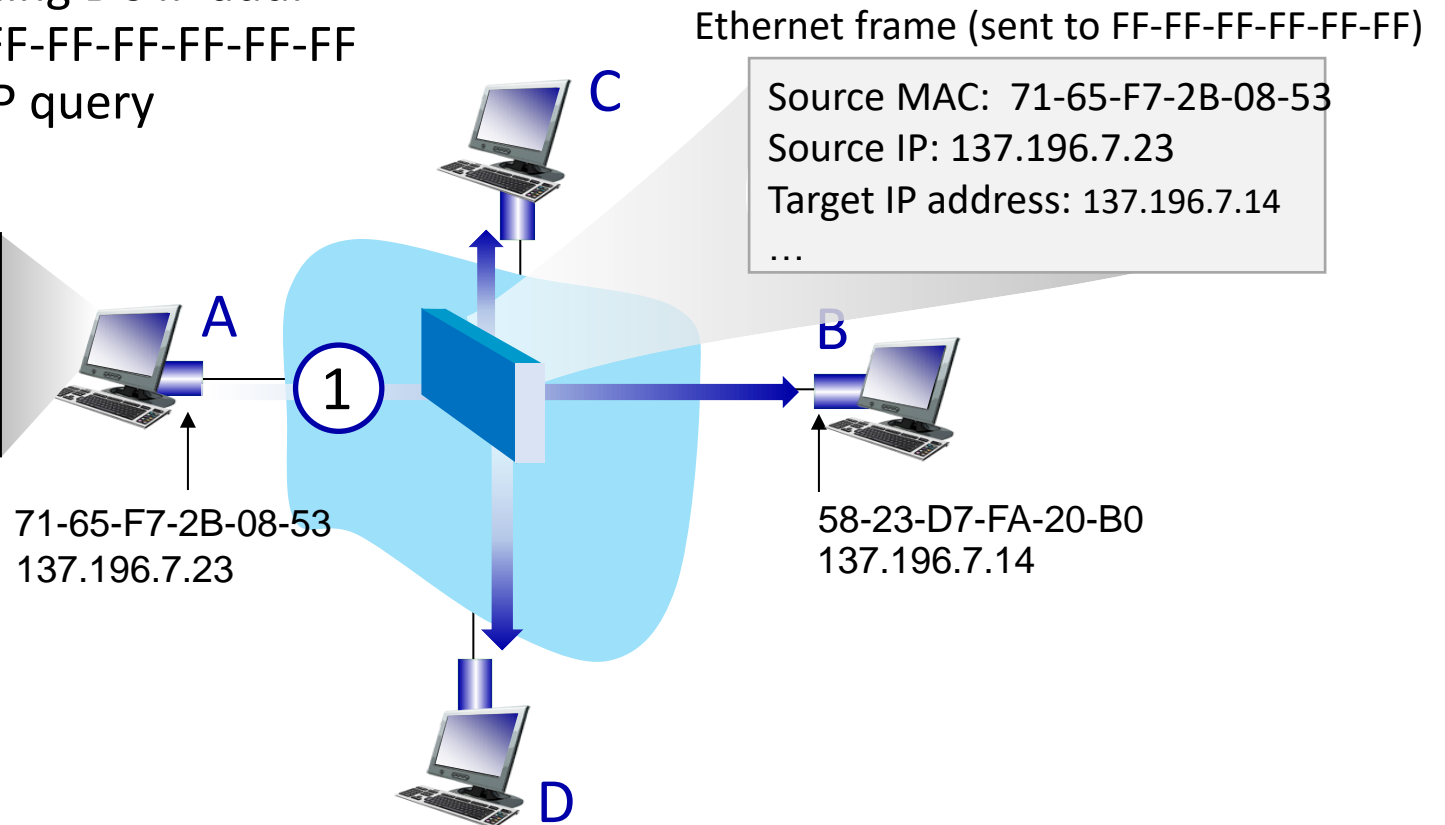 FF-FF-FF-FF-FF-FF
P query
Ethernet frame (sent to FF-FF-FF-FF-FF-FF)
Source MAC: 71-65-F7-2B-08-53
Source IP: 137.196.7.23
Target IP address: 137.196.7.14
…
C
A
B
1
71-65-F7-2B-08-53
137.196.7.23
58-23-D7-FA-20-B0
137.196.7.14
D